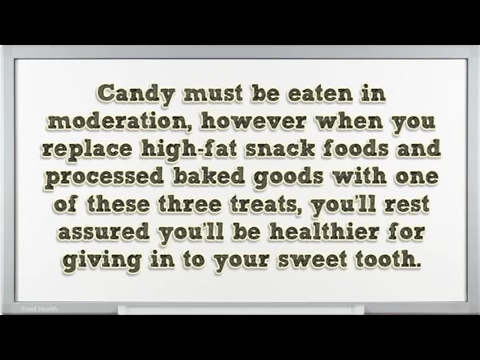 Candy must be eaten in
moderation, however when you
replace high-fat snack foods and
processed baked goods with one
of these three treats, you'll rest
assured you'll be healthier for
giving in to your sweet tooth.